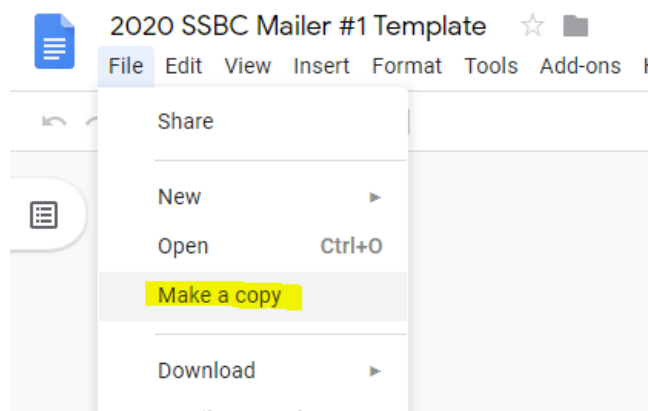 2020 SSBC Mailer #1 Template
File Edit View Insert Format Tools Add-ons
Share
New
Open Ctrl+O
Make a copy
Download